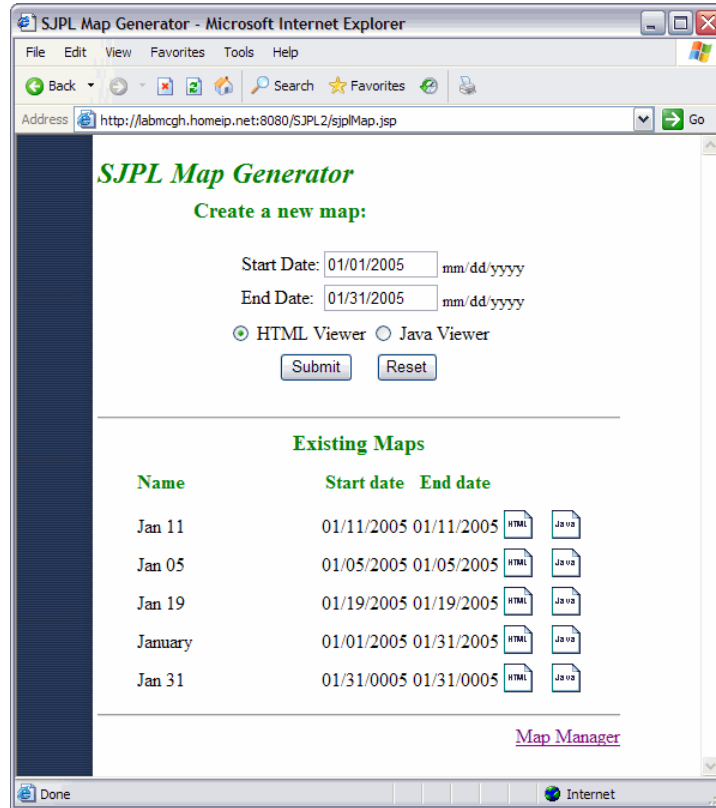 SJPL Map Generator - Microsoft Internet Explorer
File Edit View Favorites Tools Help
Back Search Favorites
Address http://labmcgh.homeip.net:8080/SJPL2/sjplMap.jsp Go
SJPL Map Generator
Create a new map:
Start Date: 01/01/2005 mm/dd/yyyy
End Date: 01/31/2005 mm/dd/yyyy
HTML Viewer Java Viewer
Submit Reset
Existing Maps
Name Start date End date
Jan 11 01/11/2005 01/11/2005 HTML Java
Jan 05 01/05/2005 01/05/2005 HTML Java
Jan 19 01/19/2005 01/19/2005 HTML Java
January 01/01/2005 01/31/2005 HTML Java
Jan 31 01/31/0005 01/31/0005 HTML Java
Map Manager
Done Internet